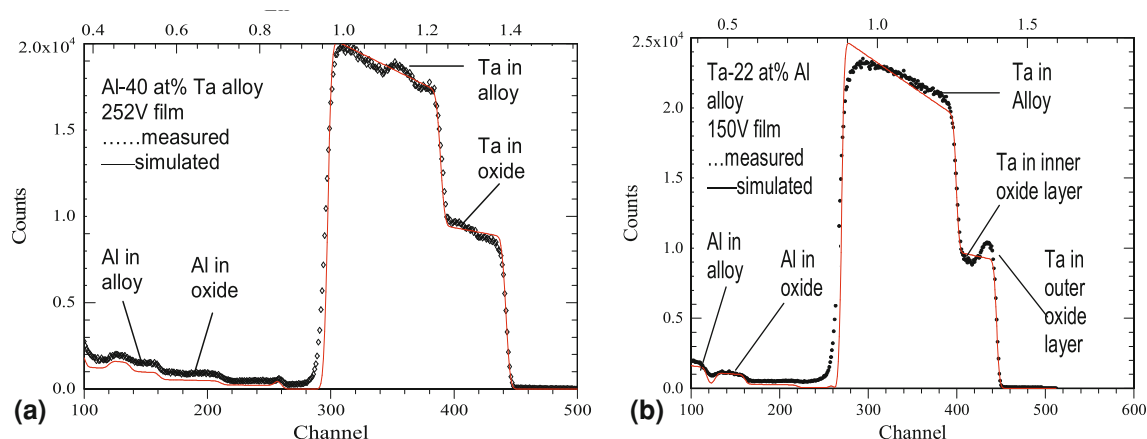 0.4 0.6 0.8 1.0 1.2 1.4
2.0x10⁴
1.5
1.0
0.5
0.0
Counts
Al-40 at% Ta alloy
252V film
......measured
——simulated
Ta in
alloy
Ta in
oxide
Al in
alloy
Al in
oxide
100 200 300 400 500
Channel
(a)
0.5 1.0 1.5
2.5x10⁴
2.0
1.5
1.0
0.5
0.0
Counts
Ta-22 at% Al
alloy
150V film
...measured
——simulated
Ta in
Alloy
Ta in inner
oxide layer
Ta in
outer
oxide
layer
Al in
alloy
Al in
oxide
100 200 300 400 500 600
Channel
(b)